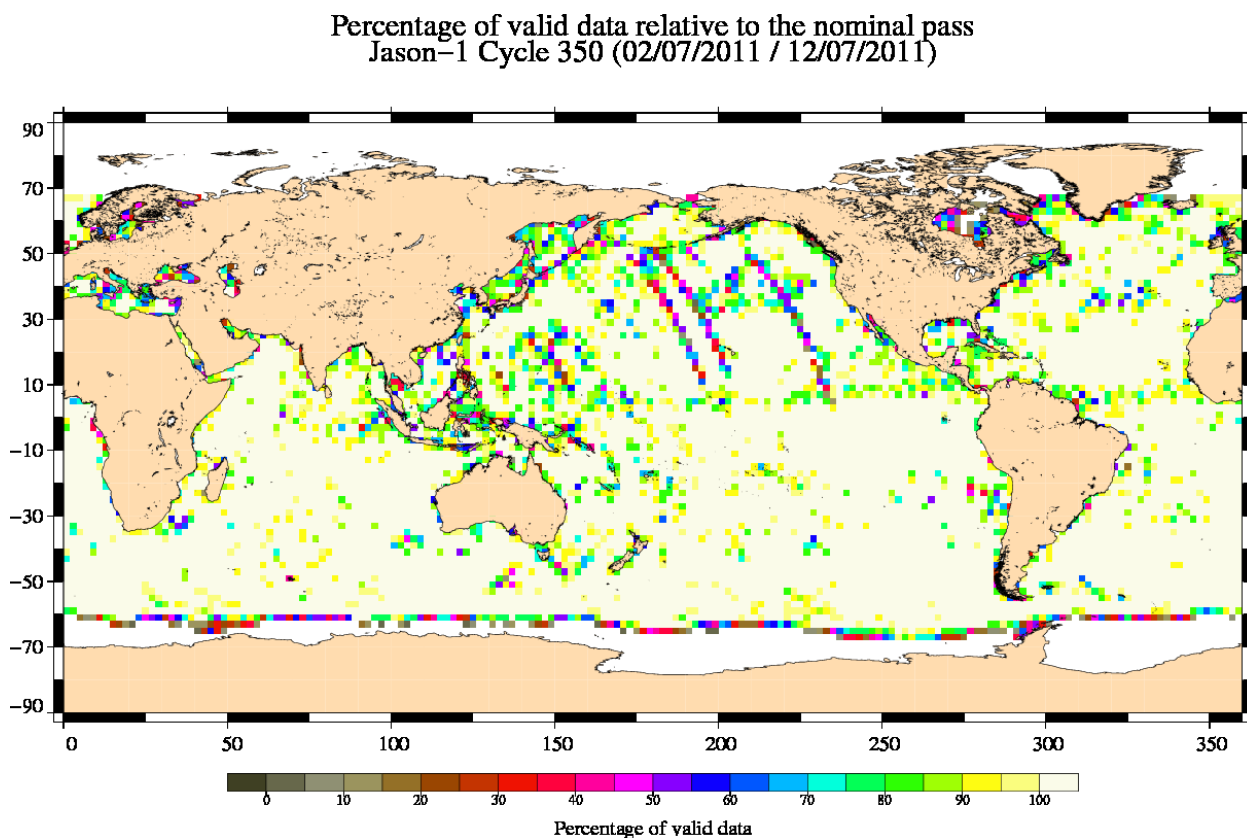 Percentage of valid data relative to the nominal pass
Jason-1 Cycle 350 (02/07/2011 / 12/07/2011)
90
70
50
30
10
-10
-30
-50
-70
-90
0 50 100 150 200 250 300 350
0 10 20 30 40 50 60 70 80 90 100
Percentage of valid data